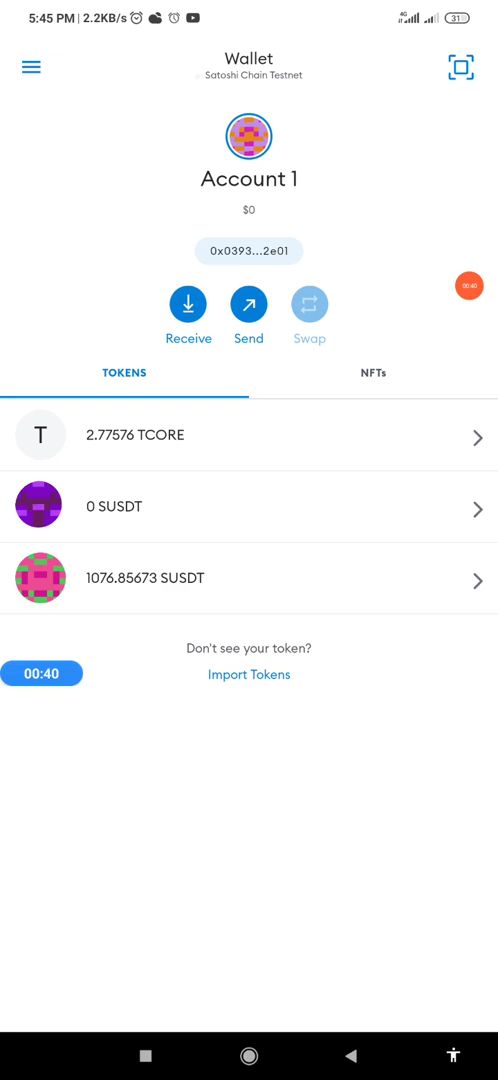 5:45 PM | 2.2KB/s
4G
31
Wallet
Satoshi Chain Testnet
Account 1
$0
0x0393...2e01
00:40
Receive
Send
Swap
TOKENS
NFTs
T
2.77576 TCORE
0 SUSDT
1076.85673 SUSDT
Don't see your token?
00:40
Import Tokens